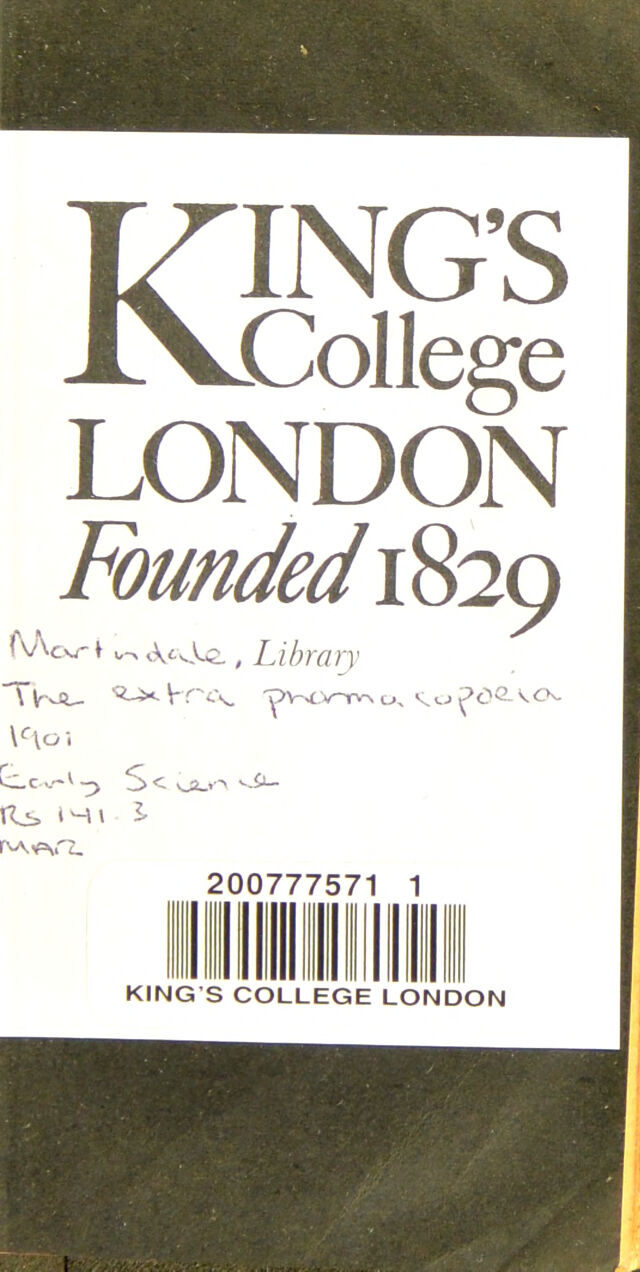 KING'S
College
LONDON
Founded 1829
Martindale, Library
The extra pharmacopoeia
1901
Early Science
RS 141.3
MAR
200777571 1
KING'S COLLEGE LONDON